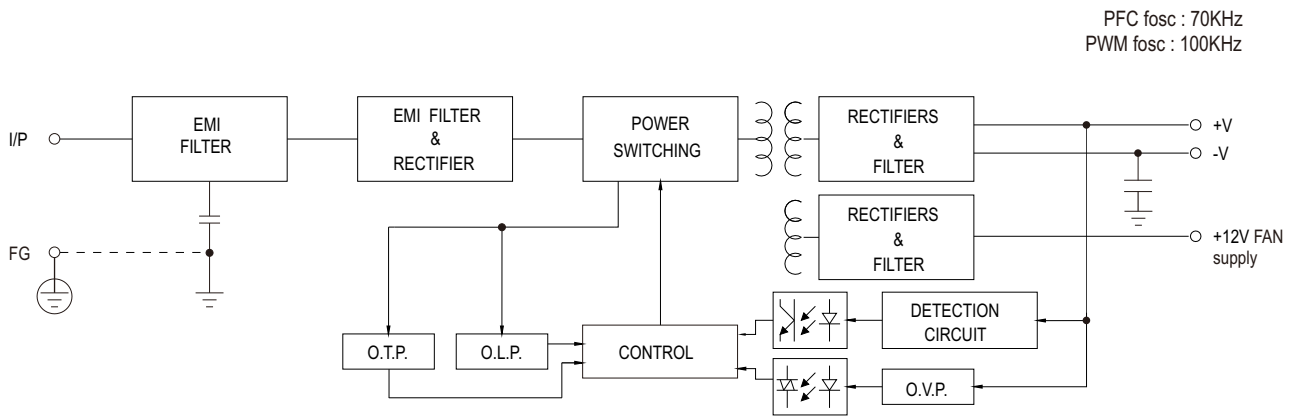 PFC fosc : 70KHz
PWM fosc : 100KHz
I/P
EMI
FILTER
EMI FILTER
&
RECTIFIER
POWER
SWITCHING
RECTIFIERS
&
FILTER
+V
-V
FG
RECTIFIERS
&
FILTER
+12V FAN
supply
O.T.P.
O.L.P.
CONTROL
DETECTION
CIRCUIT
O.V.P.